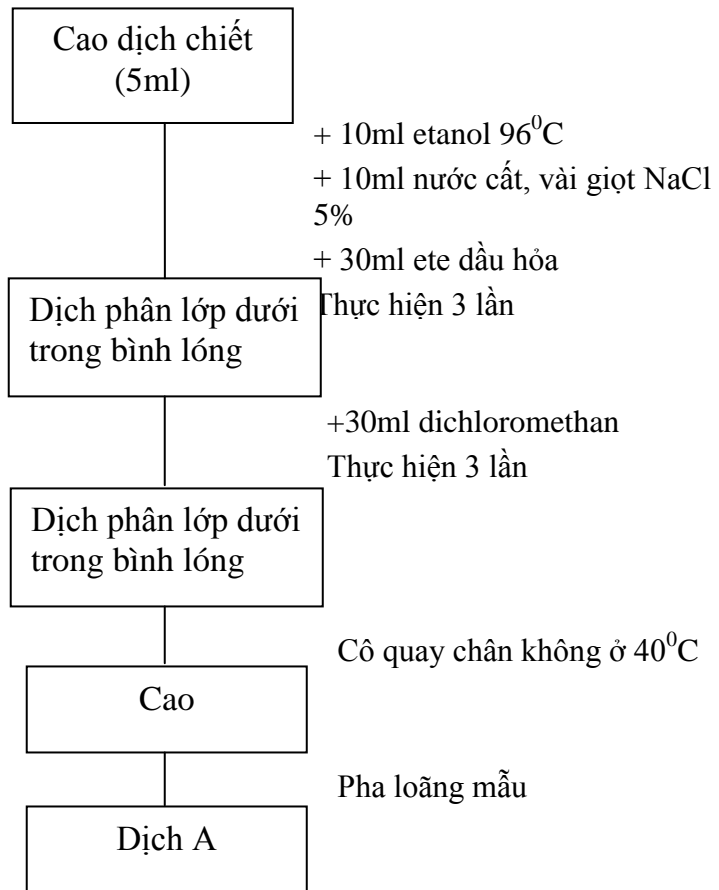 Cao dịch chiết
(5ml)
+ 10ml etanol 96⁰C
+ 10ml nước cất, vài giọt NaCl
5%
+ 30ml ete dầu hỏa
Thực hiện 3 lần
Dịch phân lớp dưới
trong bình lóng
+30ml dichloromethan
Thực hiện 3 lần
Dịch phân lớp dưới
trong bình lóng
Cô quay chân không ở 40⁰C
Cao
Pha loãng mẫu
Dịch A